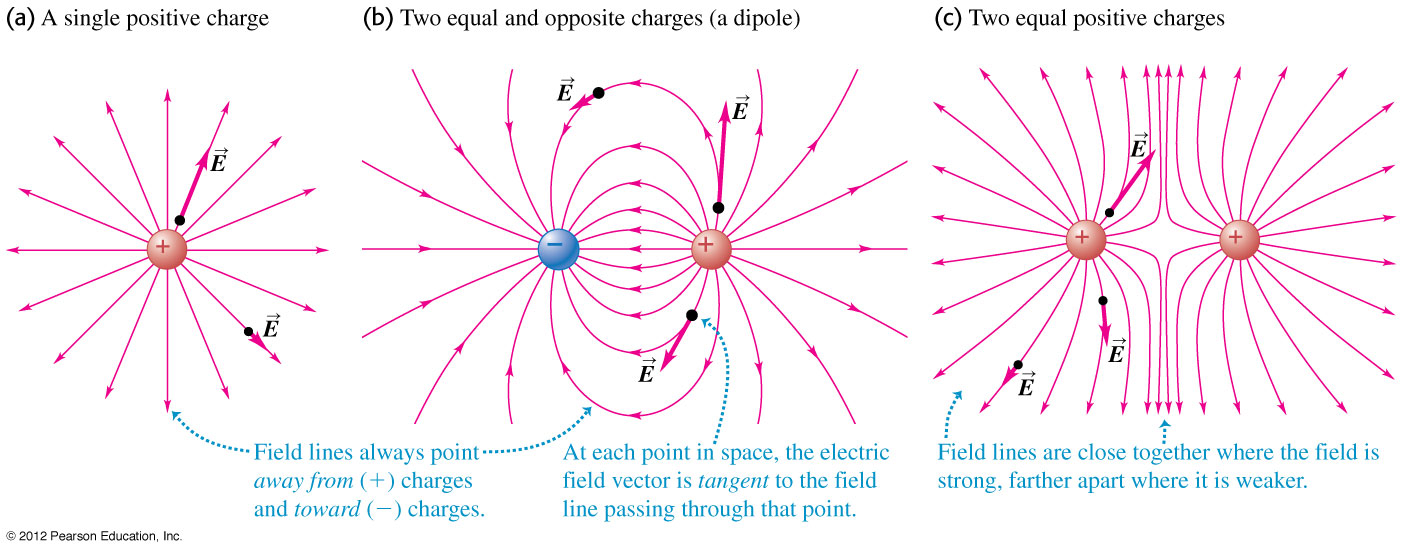 (a) A single positive charge
(b) Two equal and opposite charges (a dipole)
(c) Two equal positive charges
E⃗
E⃗
+
E⃗
E⃗
E⃗
−
+
E⃗
E⃗
E⃗
+
+
Field lines always point
away from (+) charges
and toward (−) charges.
At each point in space, the electric
field vector is tangent to the field
line passing through that point.
Field lines are close together where the field is
strong, farther apart where it is weaker.
© 2012 Pearson Education, Inc.